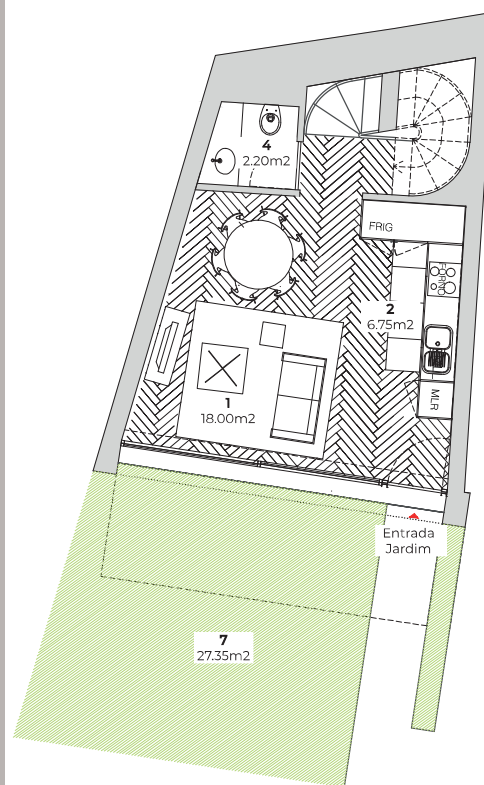 4
2.20m2
FRIG
FORNO
2
6.75m2
1
18.00m2
MLR
Entrada
Jardim
7
27.35m2